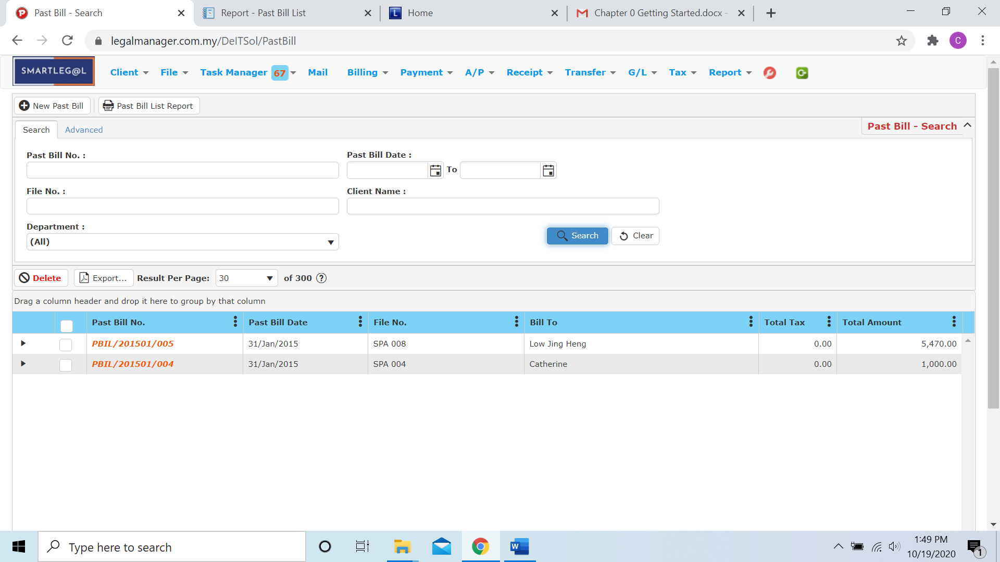 Past Bill - Search
Report - Past Bill List
Home
Chapter 0 Getting Started.docx -
legalmanager.com.my/DeITSol/PastBill
C
SMARTLEG@L
Client File Task Manager 67 Mail Billing Payment A/P Receipt Transfer G/L Tax Report
New Past Bill Past Bill List Report
Search Advanced
Past Bill - Search
Past Bill No. :
Past Bill Date :
To
File No. :
Client Name :
Department :
(All)
Search Clear
Delete Export... Result Per Page: 30 of 300
Drag a column header and drop it here to group by that column
Past Bill No. Past Bill Date File No. Bill To Total Tax Total Amount
PBIL/201501/005 31/Jan/2015 SPA 008 Low Jing Heng 0.00 5,470.00
PBIL/201501/004 31/Jan/2015 SPA 004 Catherine 0.00 1,000.00
Type here to search
1:49 PM
10/19/2020
1